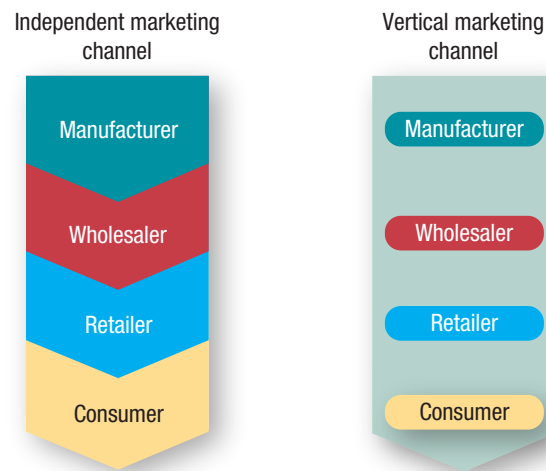 Independent marketing
channel
Manufacturer
Wholesaler
Retailer
Consumer
Vertical marketing
channel
Manufacturer
Wholesaler
Retailer
Consumer